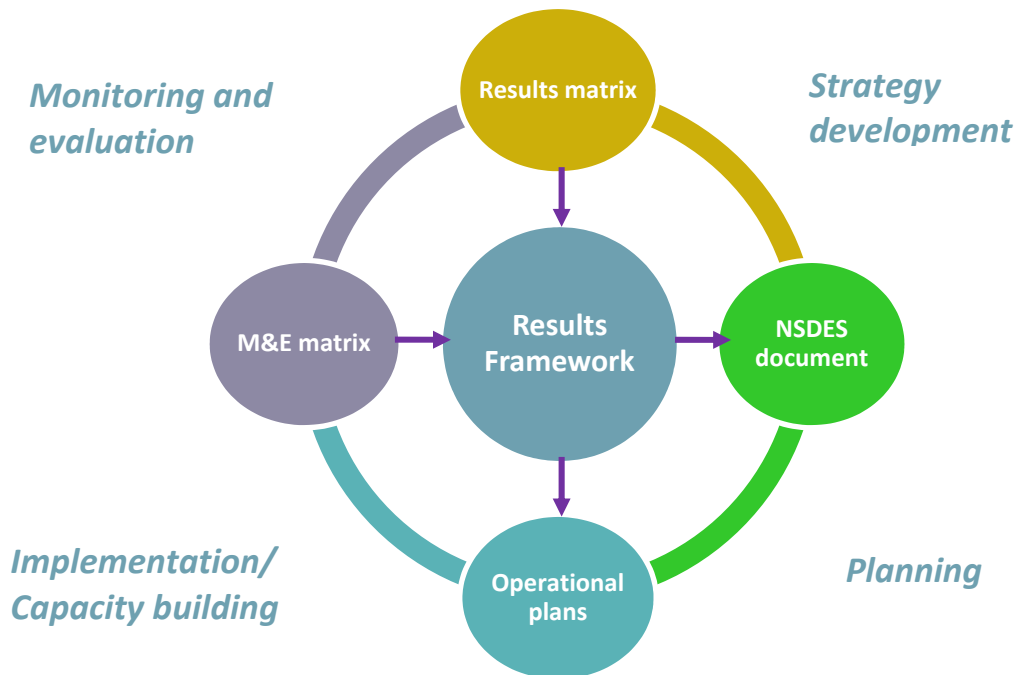 Results matrix
Monitoring and
evaluation
Strategy
development
M&E matrix
Results
Framework
NSDES
document
Implementation/
Capacity building
Operational
plans
Planning